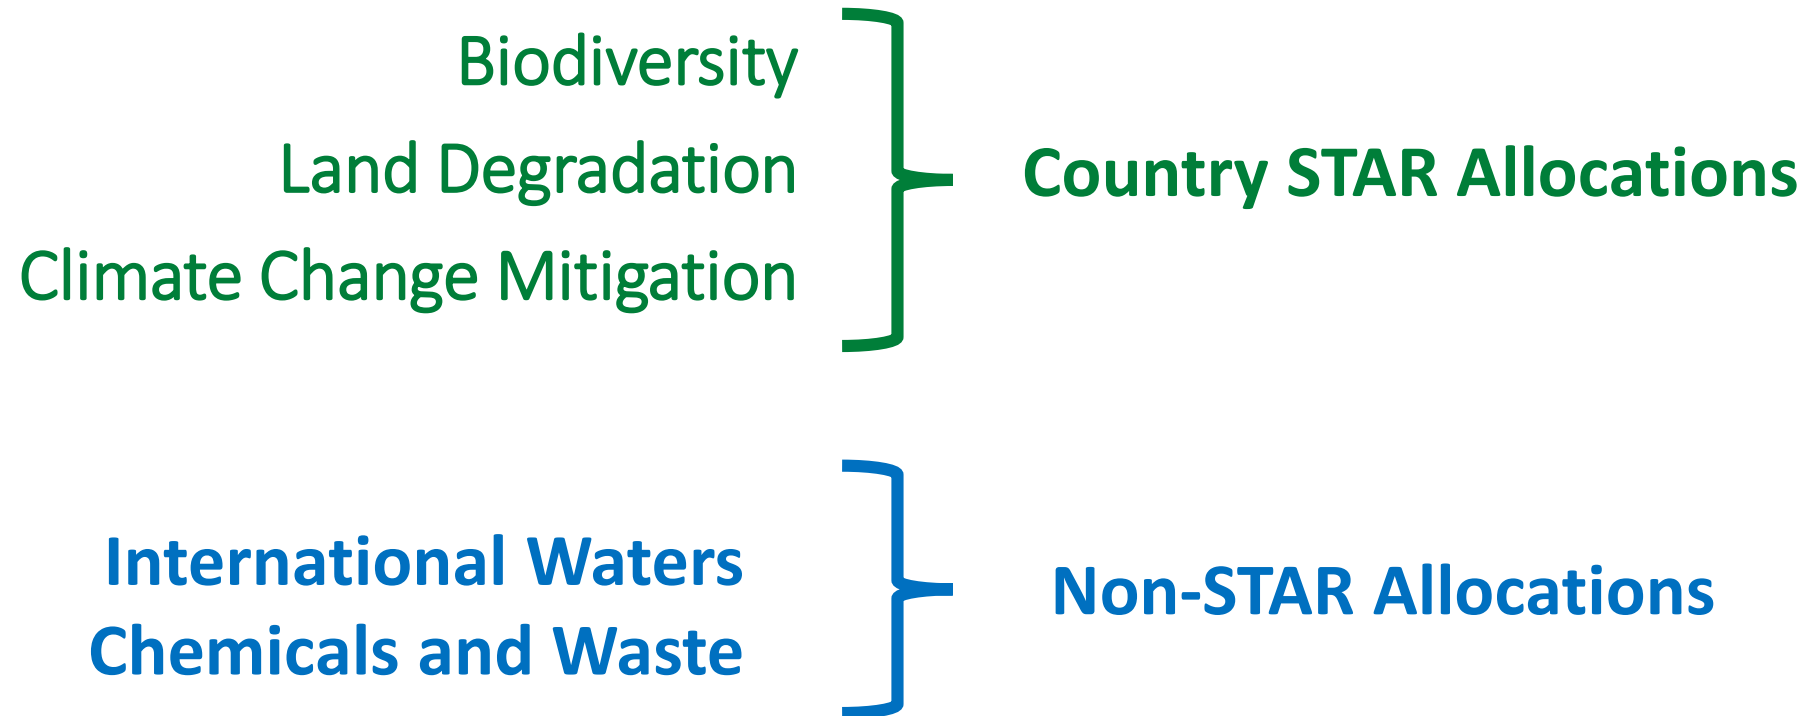 Biodiversity
Land Degradation
Climate Change Mitigation
Country STAR Allocations
International Waters
Chemicals and Waste
Non-STAR Allocations